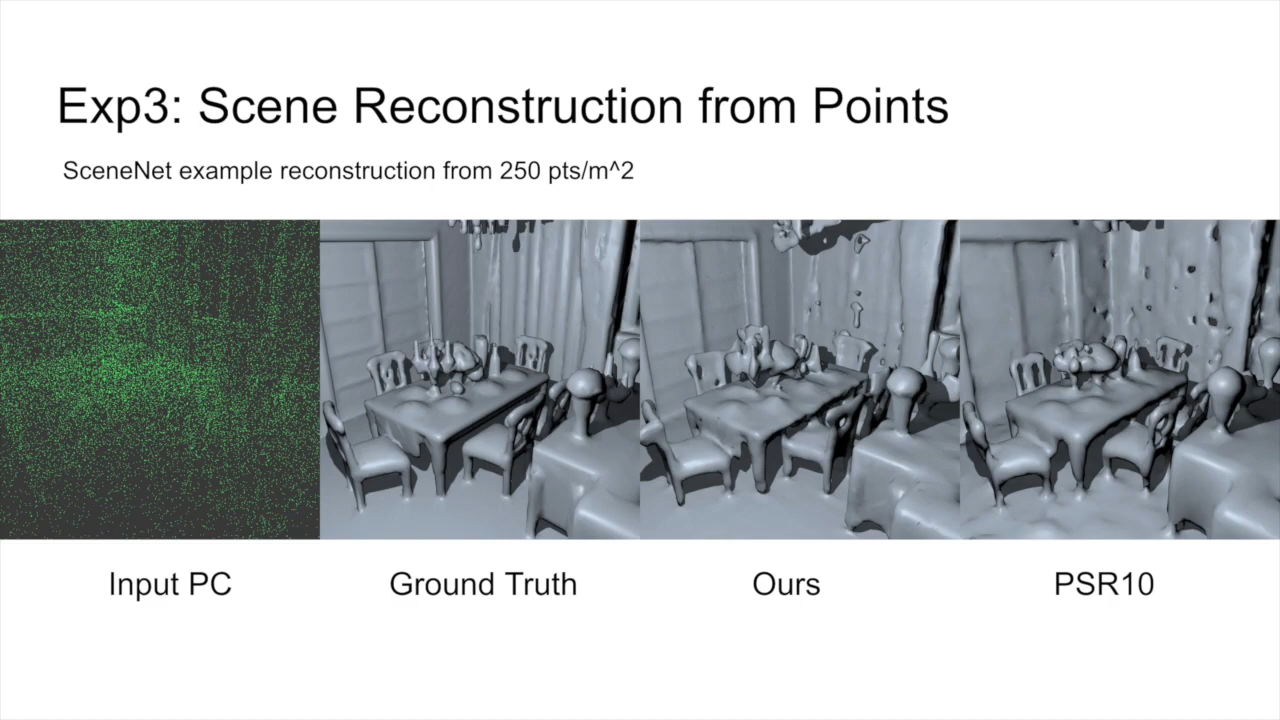 Exp3: Scene Reconstruction from Points
SceneNet example reconstruction from 250 pts/m^2
Input PC
Ground Truth
Ours
PSR10